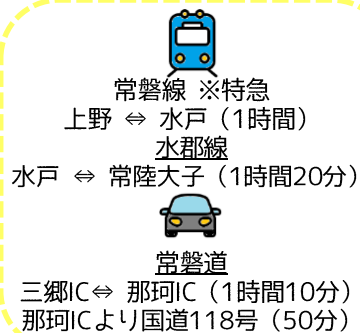 常磐線 ※特急
上野 ⇔ 水戸（1時間）
水郡線
水戸 ⇔ 常陸大子（1時間20分）
常磐道
三郷IC⇔ 那珂IC（1時間10分）
那珂ICより国道118号（50分）